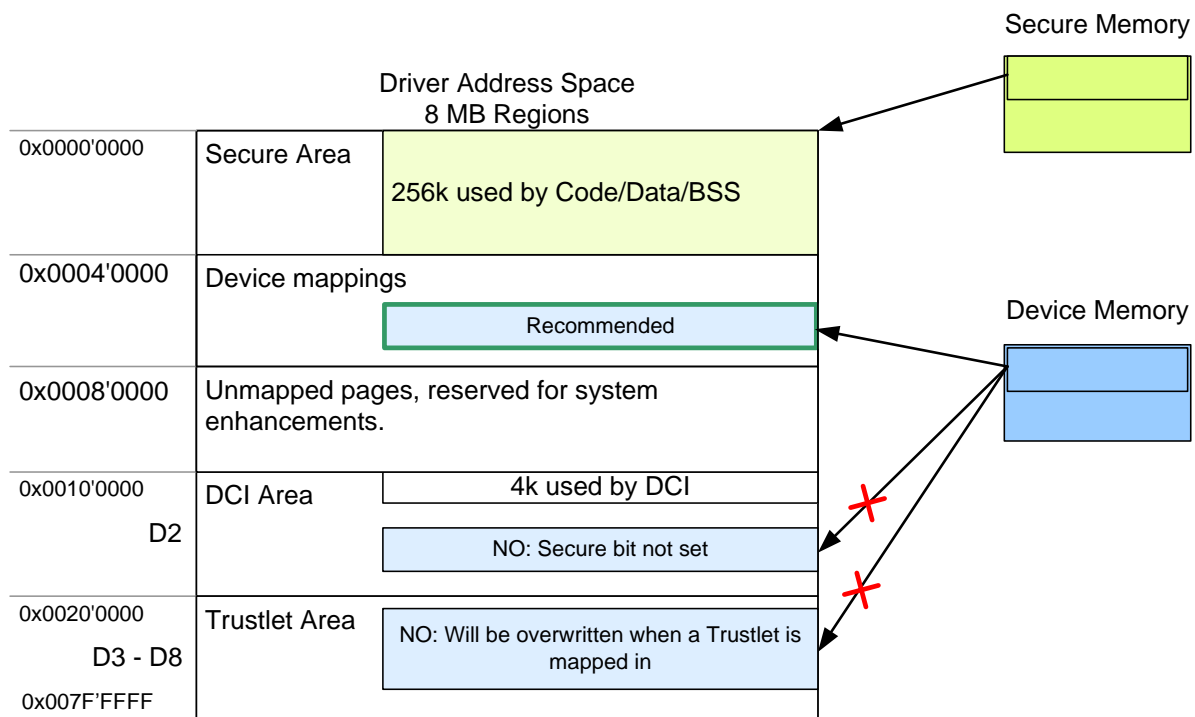 Secure Memory
Driver Address Space
8 MB Regions
0x0000'0000
Secure Area
256k used by Code/Data/BSS
0x0004'0000
Device mappings
Recommended
Device Memory
0x0008'0000
Unmapped pages, reserved for system
enhancements.
0x0010'0000
DCI Area
4k used by DCI
D2
NO: Secure bit not set
0x0020'0000
Trustlet Area
NO: Will be overwritten when a Trustlet is
mapped in
D3 - D8
0x007F’FFFF